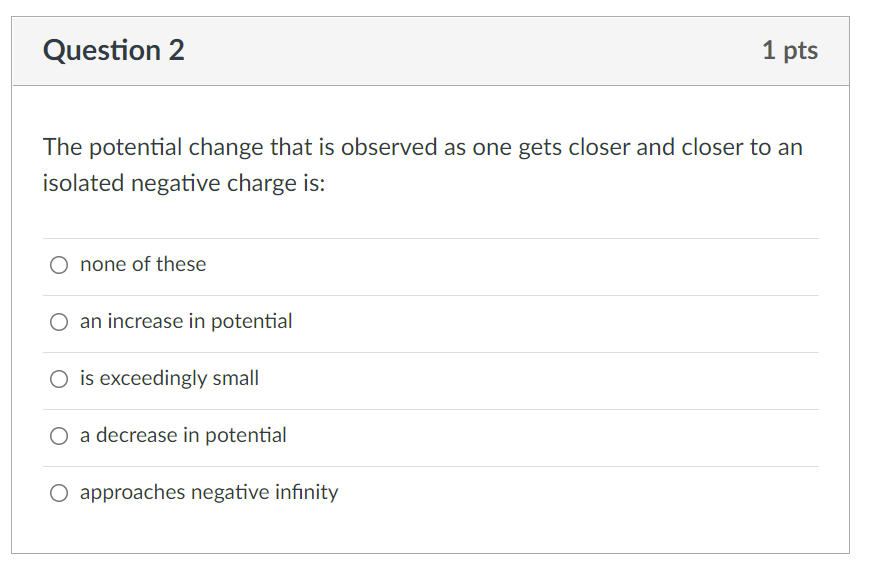 Question 2
1 pts
The potential change that is observed as one gets closer and closer to an
isolated negative charge is:
none of these
an increase in potential
is exceedingly small
a decrease in potential
approaches negative infinity